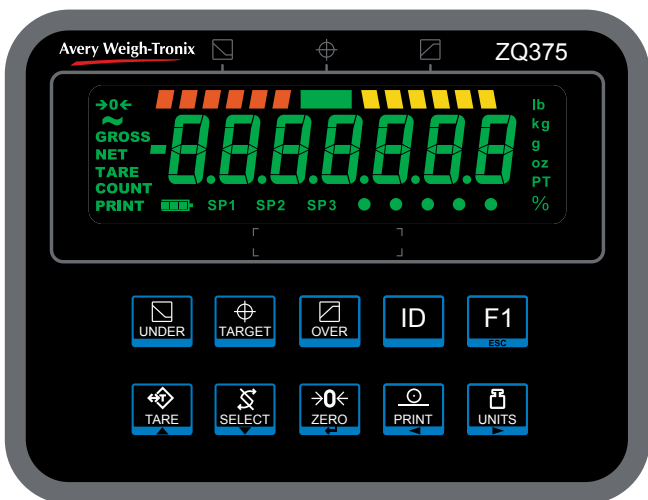 Avery Weigh-Tronix
ZQ375
→0←
~
GROSS
NET
TARE
COUNT
PRINT
-8.8.8.8.8.8.8
SP1 SP2 SP3
lb
kg
g
oz
PT
%
UNDER
TARGET
OVER
ID
F1
ESC
TARE
SELECT
→0←
ZERO
PRINT
UNITS